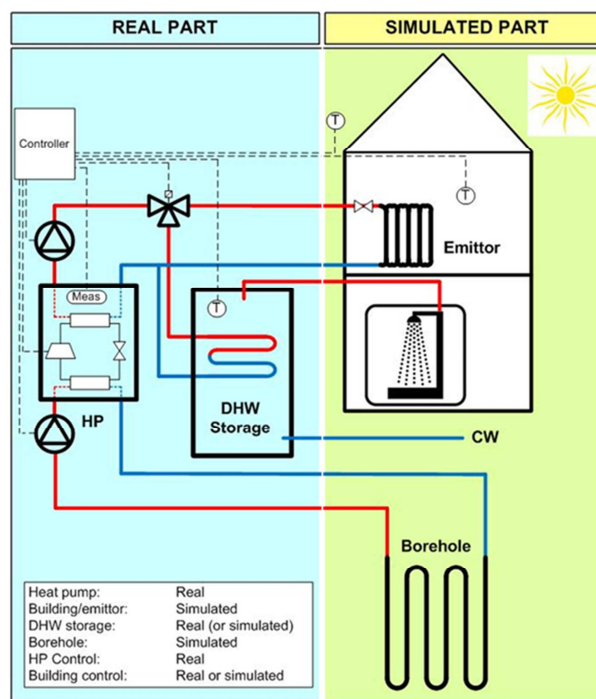 REAL PART
SIMULATED PART
T
Controller
T
Emittor
Meas
T
HP
DHW
Storage
CW
Borehole
Heat pump: Real
Building/emittor: Simulated
DHW storage: Real (or simulated)
Borehole: Simulated
HP Control: Real
Building control: Real or simulated